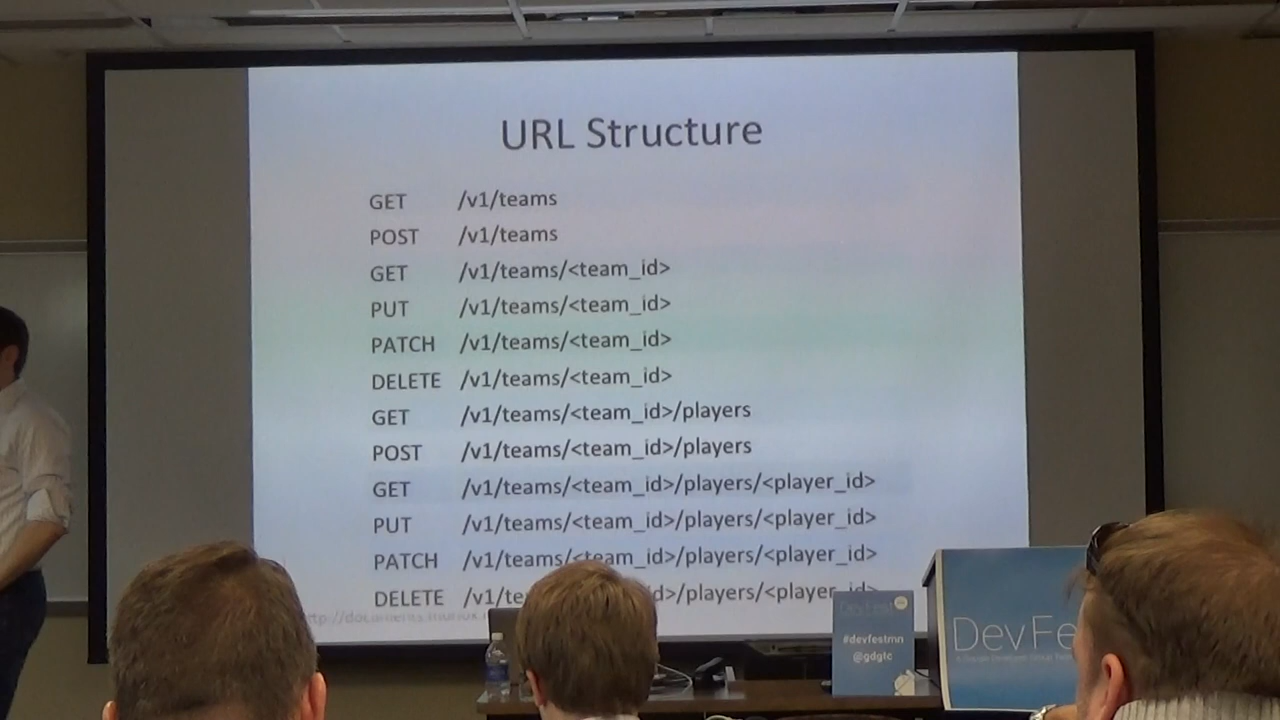 URL Structure
GET /v1/teams
POST /v1/teams
GET /v1/teams/<team_id>
PUT /v1/teams/<team_id>
PATCH /v1/teams/<team_id>
DELETE /v1/teams/<team_id>
GET /v1/teams/<team_id>/players
POST /v1/teams/<team_id>/players
GET /v1/teams/<team_id>/players/<player_id>
PUT /v1/teams/<team_id>/players/<player_id>
PATCH /v1/teams/<team_id>/players/<player_id>
DELETE /v1/te id>/players/<player_id>
DevFest
#devfestmn
@gdgtc
DevFe